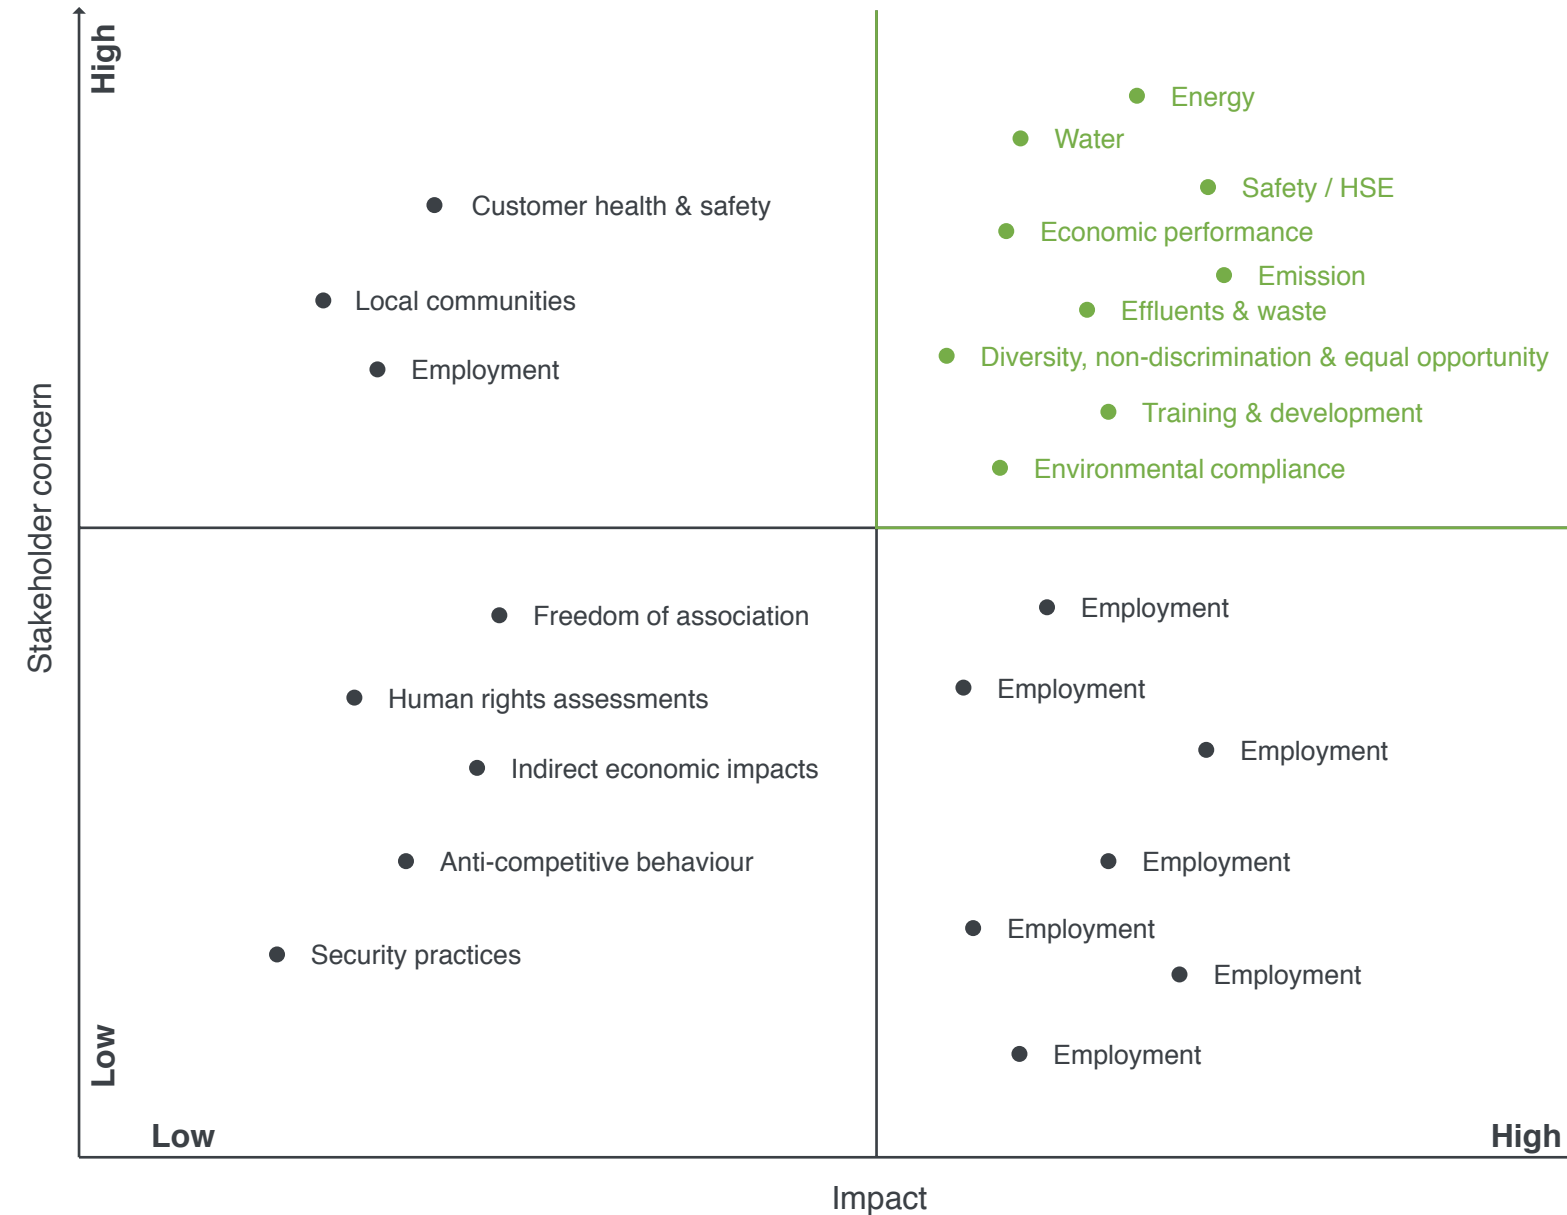 High
Energy
Water
Safety / HSE
Customer health & safety
Economic performance
Emission
Local communities
Effluents & waste
Diversity, non-discrimination & equal opportunity
Employment
Training & development
Environmental compliance
Stakeholder concern
Freedom of association
Employment
Human rights assessments
Employment
Indirect economic impacts
Employment
Anti-competitive behaviour
Employment
Employment
Security practices
Employment
Employment
Low
Low
High
Impact